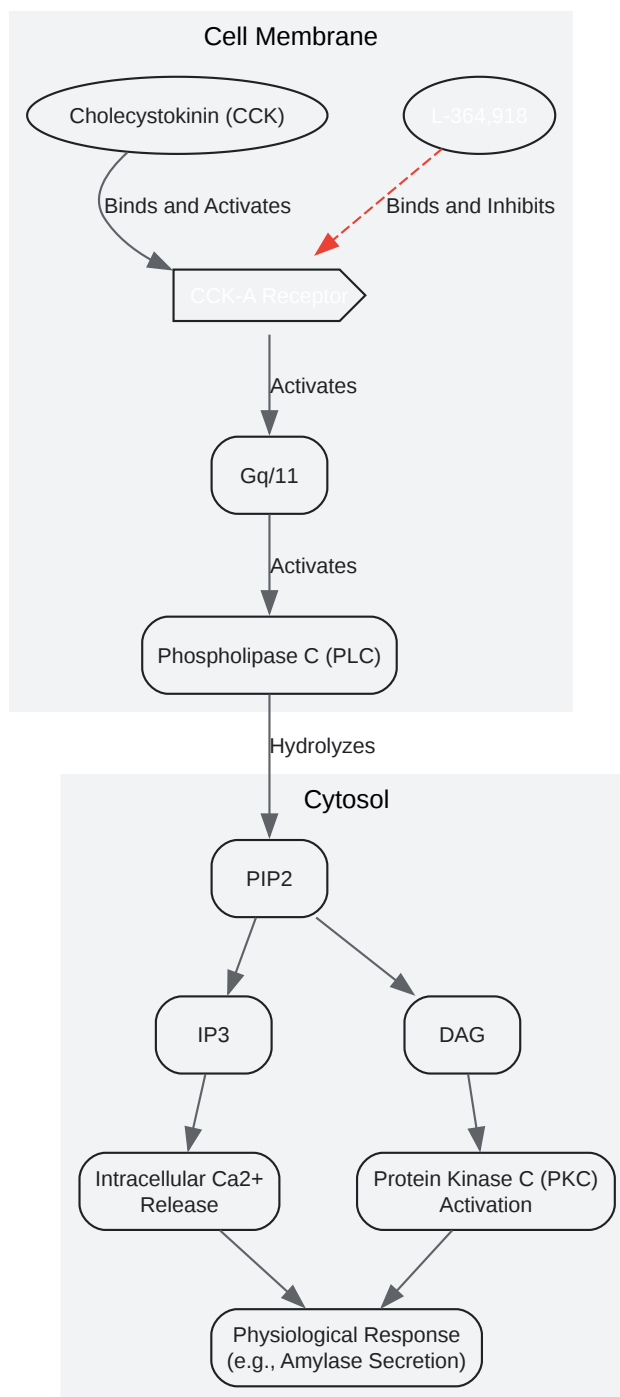 Cell Membrane
Cholecystokinin (CCK)
L-364,918
Binds and Activates
Binds and Inhibits
CCK-A Receptor
Activates
Gq/11
Activates
Phospholipase C (PLC)
Hydrolyzes
Cytosol
PIP2
IP3
DAG
Intracellular Ca2+
Release
Protein Kinase C (PKC)
Activation
Physiological Response
(e.g., Amylase Secretion)